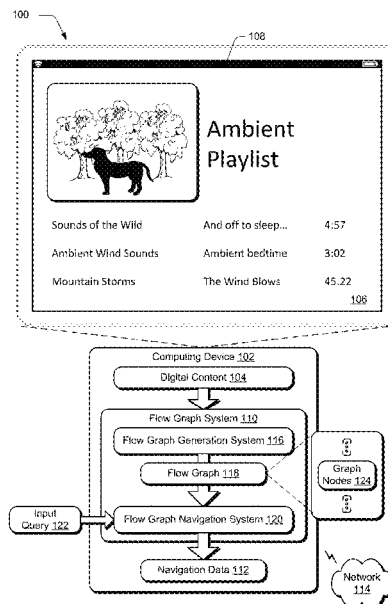 100
108
Ambient
Playlist
Sounds of the Wild And off to sleep... 4:57
Ambient Wind Sounds Ambient bedtime 3:02
Mountain Storms The Wind Blows 45.22
106
Computing Device 102
Digital Content 104
Flow Graph System 110
Flow Graph Generation System 116
Flow Graph 118
Graph
Nodes 124
Input
Query 122
Flow Graph Navigation System 120
Navigation Data 112
Network
114